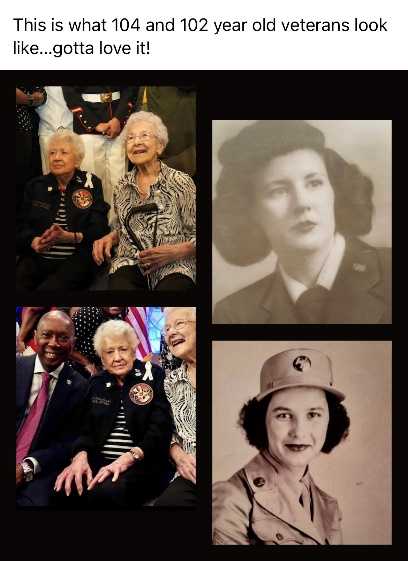 This is what 104 and 102 year old veterans look
like...gotta love it!